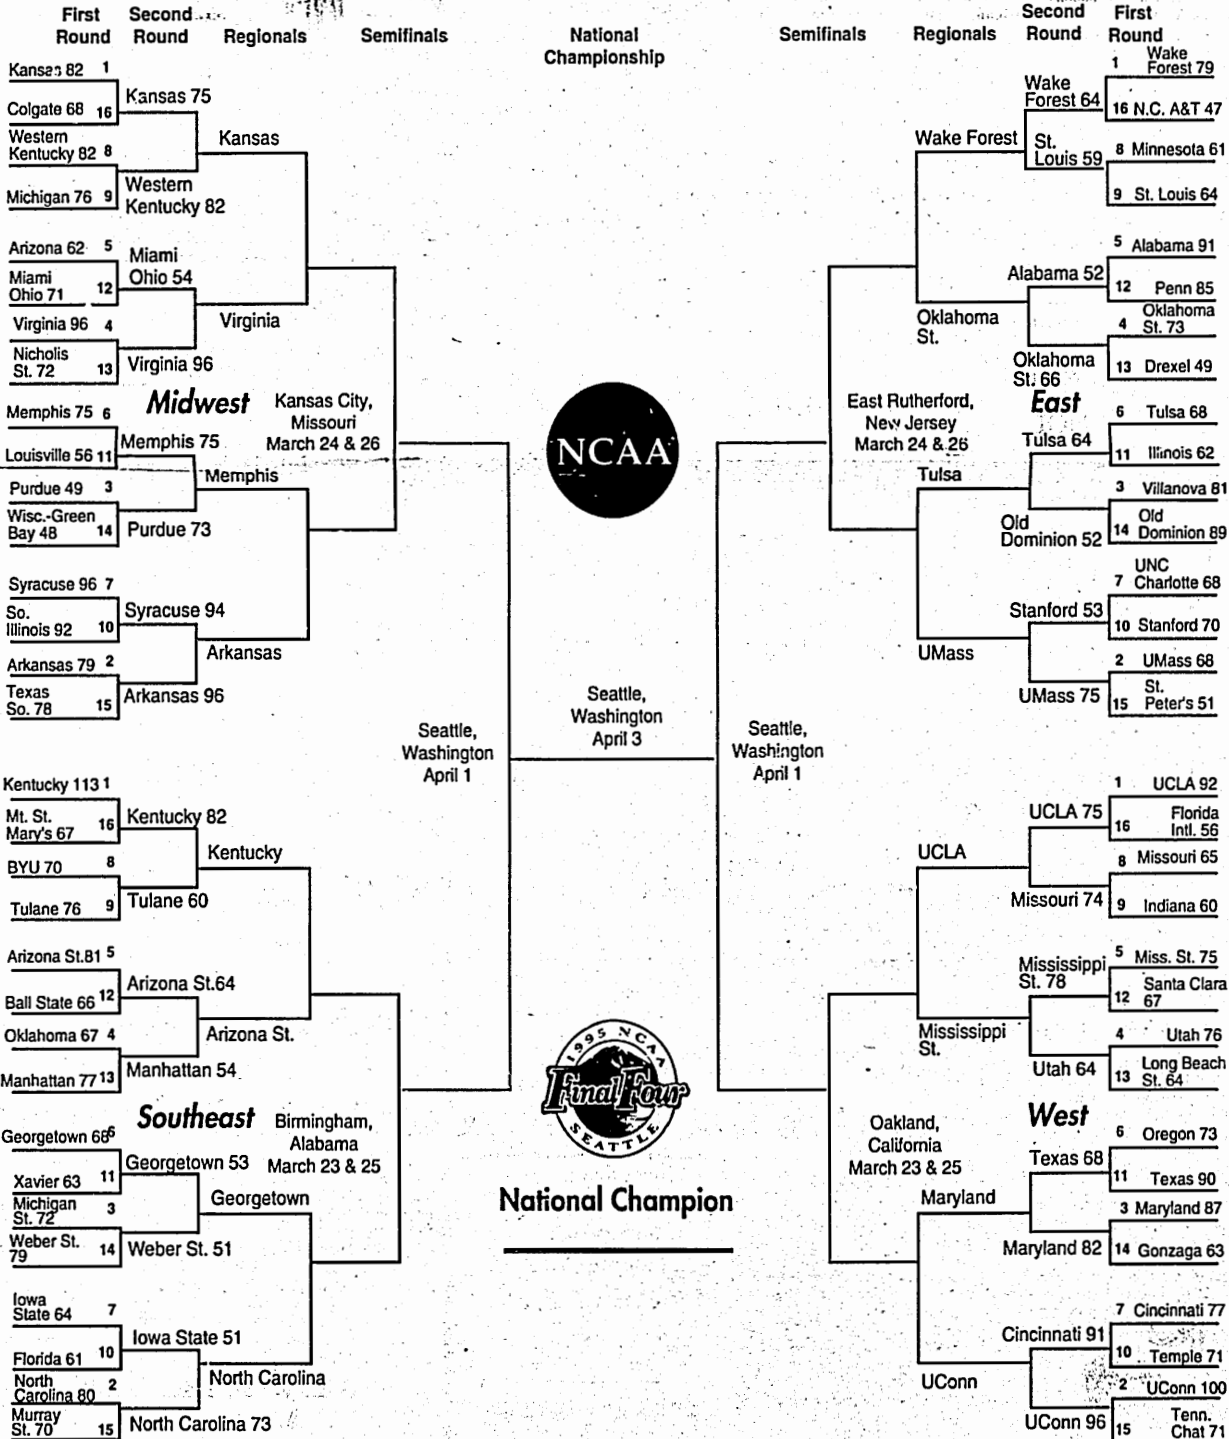 First Round
Second Round
Regionals
Semifinals
National Championship
Semifinals
Regionals
Second Round
First Round
Kansas 82 1
Colgate 68 16
Western
Kentucky 82 8
Michigan 76 9
Arizona 62 5
Miami
Ohio 71 12
Virginia 96 4
Nicholis
St. 72 13
Kansas 75
Western
Kentucky 82
Miami
Ohio 54
Virginia 96
Kansas
Virginia
Midwest
Kansas City,
Missouri
March 24 & 26
Memphis 75 6
Louisville 56 11
Purdue 49 3
Wisc.-Green
Bay 48 14
Syracuse 96 7
So.
Illinois 92 10
Arkansas 79 2
Texas
So. 78 15
Memphis 75
Purdue 73
Syracuse 94
Arkansas 96
Memphis
Arkansas
Seattle,
Washington
April 1
Kentucky 113 1
Mt. St.
Mary's 67 16
BYU 70 8
Tulane 76 9
Arizona St.81 5
Ball State 66 12
Oklahoma 67 4
Manhattan 77 13
Kentucky 82
Tulane 60
Arizona St.64
Manhattan 54
Kentucky
Arizona St.
Southeast
Birmingham,
Alabama
March 23 & 25
Georgetown 68 6
Xavier 63 11
Michigan
St. 72 3
Weber St.
79 14
Iowa
State 64 7
Florida 61 10
North
Carolina 80 2
Murray
St. 70 15
Georgetown 53
Weber St. 51
Iowa State 51
North Carolina 73
Georgetown
North Carolina
NCAA
Seattle,
Washington
April 3
1995 NCAA
Final Four
SEATTLE
National Champion
Seattle,
Washington
April 1
1 Wake
Forest 79
16 N.C. A&T 47
8 Minnesota 61
9 St. Louis 64
5 Alabama 91
12 Penn 85
4 Oklahoma
St. 73
13 Drexel 49
Wake
Forest 64
St.
Louis 59
Alabama 52
Oklahoma
St. 66
Wake Forest
Oklahoma
St.
East Rutherford,
New Jersey
March 24 & 26
East
6 Tulsa 68
11 Illinois 62
3 Villanova 81
14 Old
Dominion 89
7 UNC
Charlotte 68
10 Stanford 70
2 UMass 68
15 St.
Peter's 51
Tulsa 64
Old
Dominion 52
Stanford 53
UMass 75
Tulsa
UMass
1 UCLA 92
16 Florida
Intl. 56
8 Missouri 65
9 Indiana 60
5 Miss. St. 75
12 Santa Clara
67
4 Utah 76
13 Long Beach
St. 64
UCLA 75
Missouri 74
Mississippi
St. 78
Utah 64
UCLA
Mississippi
St.
Oakland,
California
March 23 & 25
West
6 Oregon 73
11 Texas 90
3 Maryland 87
14 Gonzaga 63
7 Cincinnati 77
10 Temple 71
2 UConn 100
15 Tenn.
Chat 71
Texas 68
Maryland 82
Cincinnati 91
UConn 96
Maryland
UConn